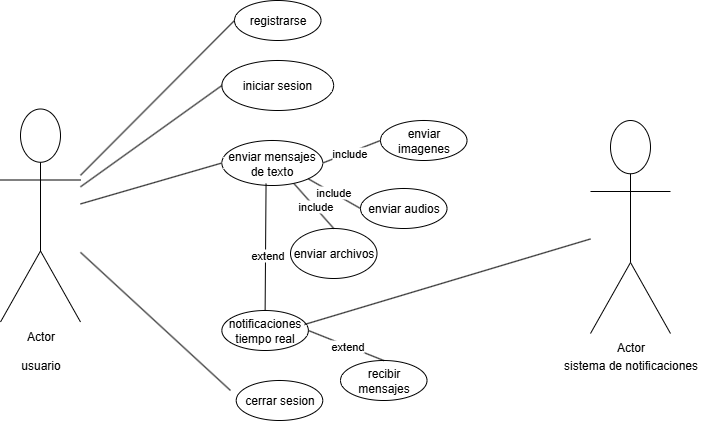 registrarse
iniciar sesion
enviar
imagenes
include
enviar mensajes
de texto
include
enviar audios
include
enviar archivos
extend
notificaciones
tiempo real
extend
recibir
mensajes
cerrar sesion
Actor
usuario
Actor
sistema de notificaciones